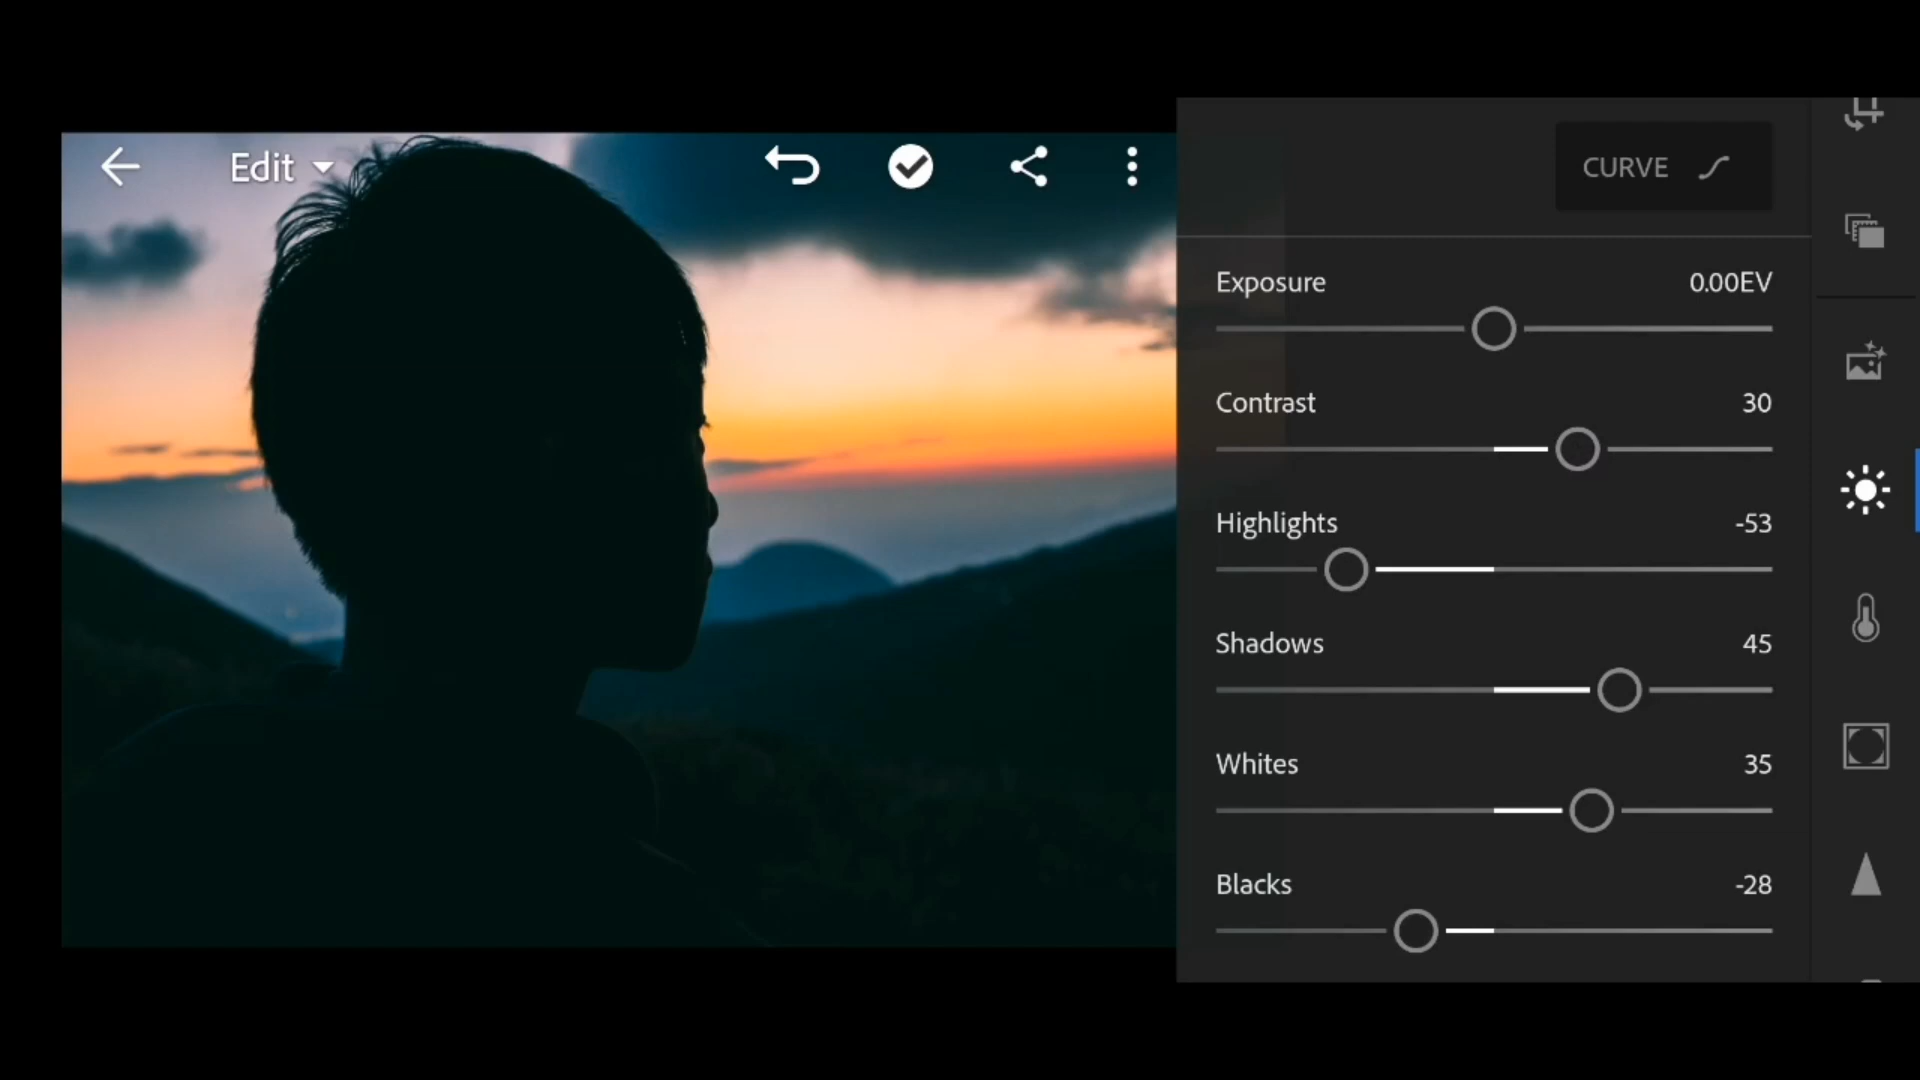 Edit
CURVE
Exposure 0.00EV
Contrast 30
Highlights -53
Shadows 45
Whites 35
Blacks -28